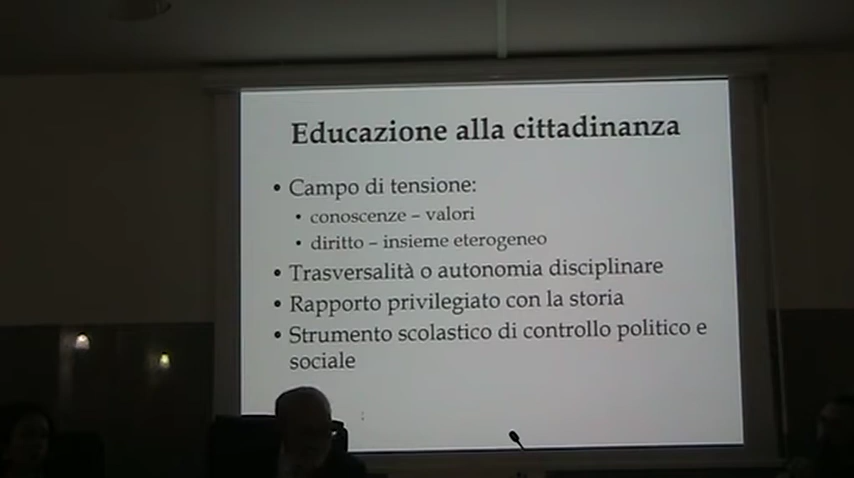 Educazione alla cittadinanza
• Campo di tensione:
• conoscenze – valori
• diritto – insieme eterogeneo
• Trasversalità o autonomia disciplinare
• Rapporto privilegiato con la storia
• Strumento scolastico di controllo politico e
sociale